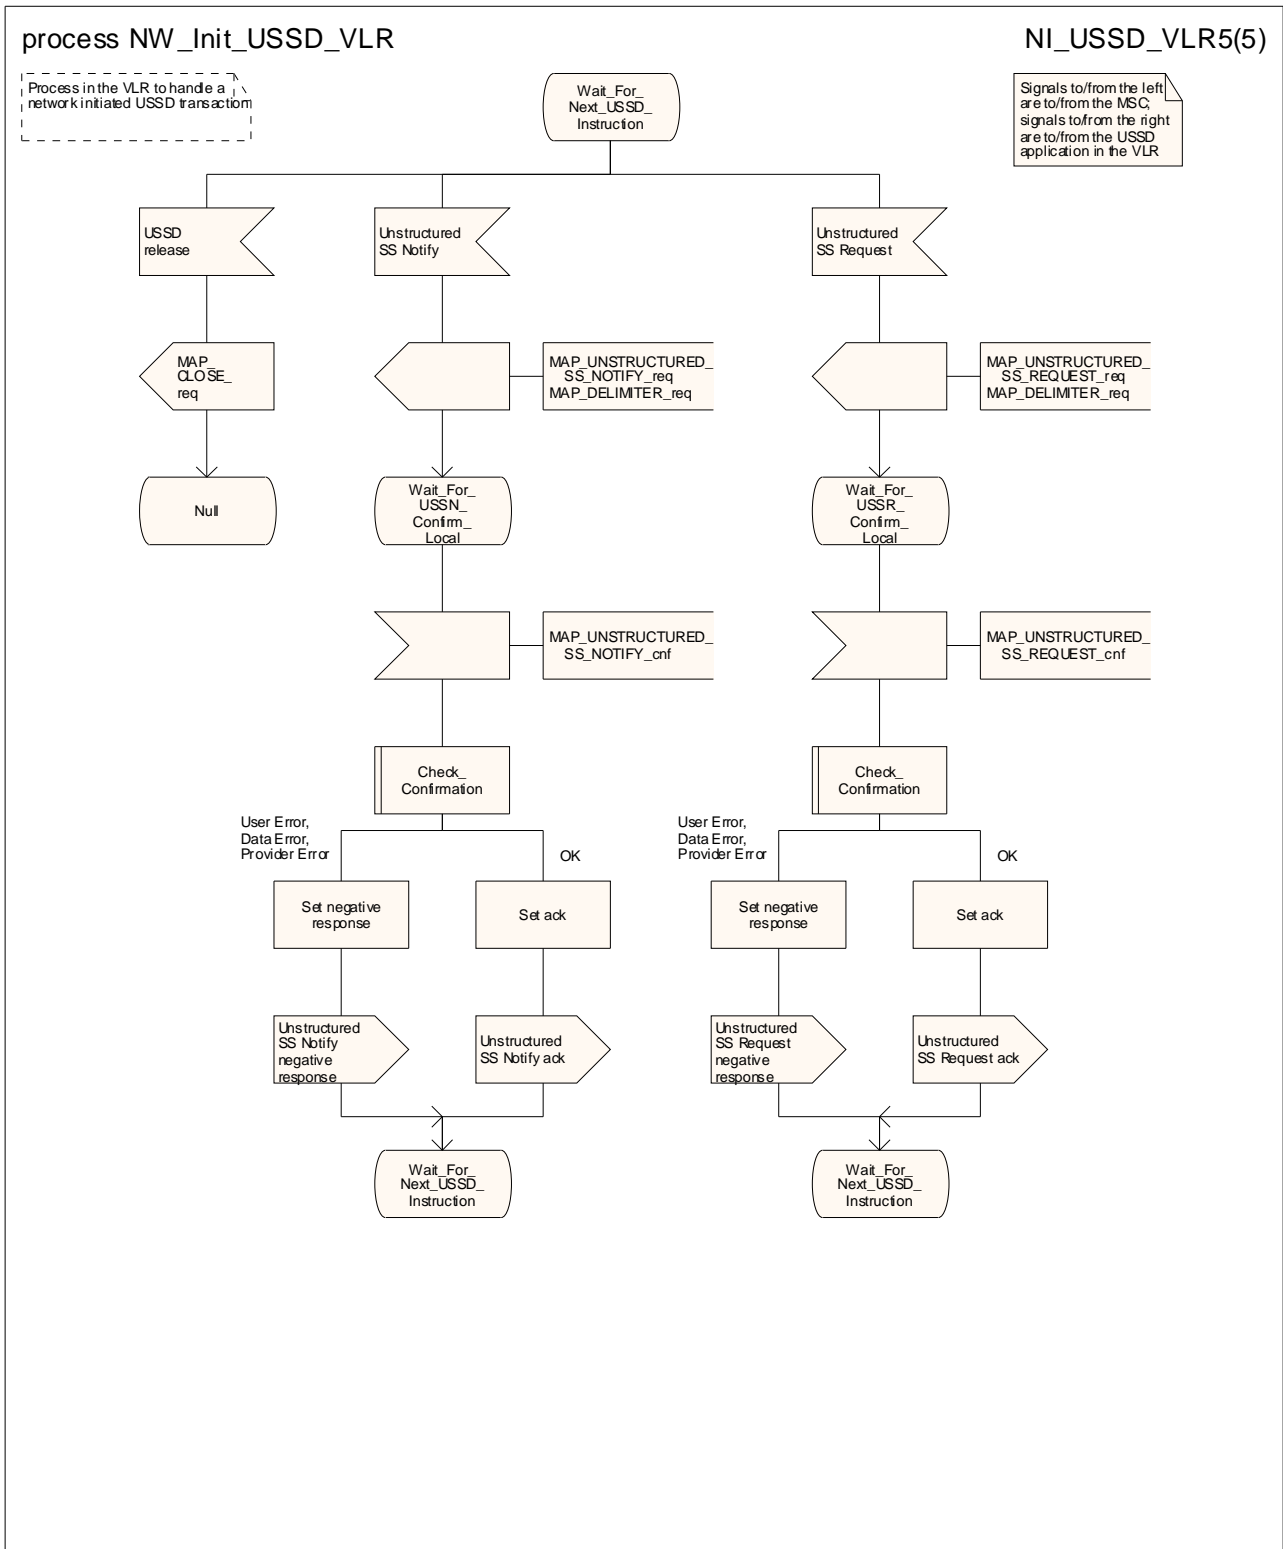 process NW_Init_USSD_VLR
NI_USSD_VLR5(5)
Process in the VLR to handle a
network initiated USSD transaction
Wait_For_
Next_USSD_
Instruction
Signals to/from the left
are to/from the MSC;
signals to/from the right
are to/from the USSD
application in the VLR
USSD
release
Unstructured
SS Notify
Unstructured
SS Request
MAP_
CLOSE_
req
MAP_UNSTRUCTURED_
SS_NOTIFY_req
MAP_DELIMITER_req
MAP_UNSTRUCTURED_
SS_REQUEST_req
MAP_DELIMITER_req
Null
Wait_For_
USSN_
Confirm_
Local
Wait_For_
USSR_
Confirm_
Local
MAP_UNSTRUCTURED_
SS_NOTIFY_cnf
MAP_UNSTRUCTURED_
SS_REQUEST_cnf
Check_
Confirmation
Check_
Confirmation
User Error,
Data Error,
Provider Error
OK
User Error,
Data Error,
Provider Error
OK
Set negative
response
Set ack
Set negative
response
Set ack
Unstructured
SS Notify
negative
response
Unstructured
SS Notify ack
Unstructured
SS Request
negative
response
Unstructured
SS Request ack
Wait_For_
Next_USSD_
Instruction
Wait_For_
Next_USSD_
Instruction